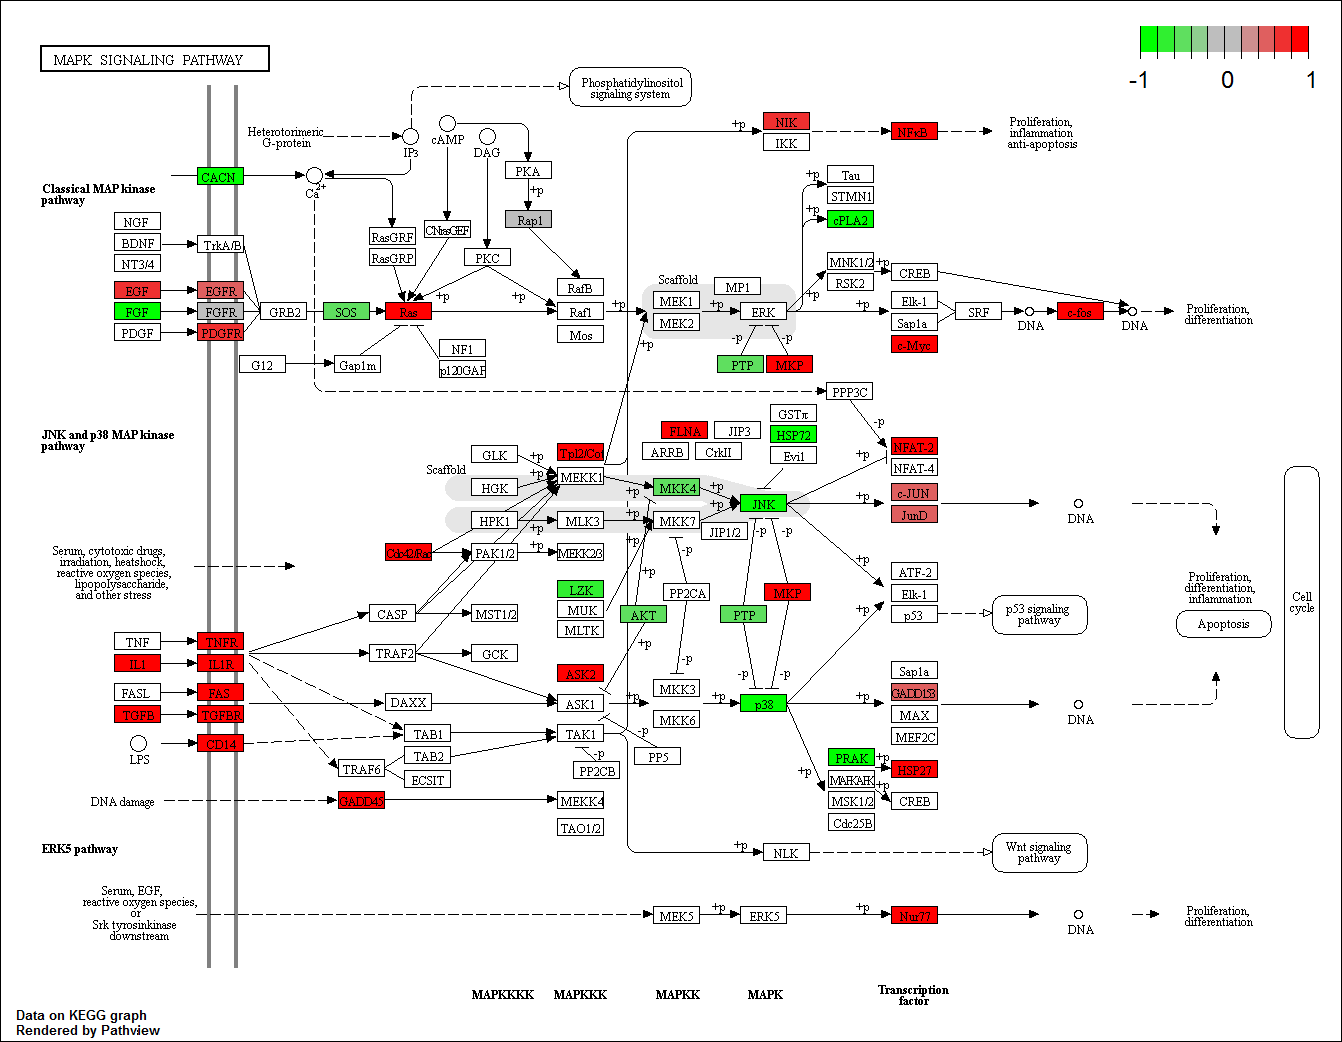 MAPK SIGNALING PATHWAY
-1
0
1
Phosphatidylinositol
signaling system
Heterotorimeric
G-protein
IP3
cAMP
DAG
PKA
+p
Rap1
CACN
Ca2+
Classical MAP kinase
pathway
NGF
BDNF
NT3/4
EGF
FGF
PDGF
TrkA/B
EGFR
FGFR
PDGFR
GRB2
SOS
Ras
G12
Gap1m
NF1
p120GAP
RasGRF
RasGRP
CNrasGEF
PKC
+p
+p
RafB
Raf1
Mos
+p
+p
Scaffold
MEK1
MEK2
+p
MP1
ERK
-p
-p
PTP
MKP
+p
NIK
IKK
NFκB
Proliferation,
inflammation
anti-apoptosis
+p
+p
+p
+p
Tau
STMN1
cPLA2
MNK1/2
RSK2
+p
CREB
Elk-1
Sap1a
c-Myc
SRF
DNA
c-fos
DNA
Proliferation,
differentiation
PPP3C
-p
JNK and p38 MAP kinase
pathway
Scaffold
GLK
HGK
HPK1
PAK1/2
MST1/2
GCK
+p
+p
+p
+p
Tpl2/Cot
MEKK1
MLK3
MEKK2/3
LZK
MUK
MLTK
ASK2
ASK1
TAK1
FLNA
JIP3
ARRB
CrkII
GSTπ
HSP72
Evi1
+p
+p
+p
+p
+p
MKK4
MKK7
+p
+p
JNK
JIP1/2
-p
PP2CA
-p
AKT
+p
-p
-p
PTP
MKP
-p
-p
NFAT-2
NFAT-4
+p
+p
c-JUN
JunD
DNA
+p
ATF-2
Elk-1
p53
p53 signaling
pathway
Proliferation,
differentiation,
inflammation
Apoptosis
Cell
cycle
Serum, cytotoxic drugs,
irradiation, heatshock,
reactive oxygen species,
lipopolysaccharide,
and other stress
Cdc42/Rac
CASP
TRAF2
TNF
IL1
FASL
TGFB
LPS
TNFR
IL1R
FAS
TGFBR
CD14
DAXX
TAB1
TAB2
TRAF6
ECSIT
PP2CB
-p
PP5
-p
+p
MKK3
MKK6
+p
p38
+p
+p
+p
Sap1a
GADD153
MAX
MEF2C
DNA
PRAK
MAPKAPK
MSK1/2
Cdc25B
+p
+p
HSP27
CREB
DNA damage
GADD45
MEKK4
TAO1/2
+p
NLK
Wnt signaling
pathway
ERK5 pathway
Serum, EGF,
reactive oxygen species,
or
Srk tyrosinkinase
downstream
MEK5
+p
ERK5
+p
Nur77
DNA
Proliferation,
differentiation
MAPKKKK
MAPKKK
MAPKK
MAPK
Transcription
factor
Data on KEGG graph
Rendered by Pathview